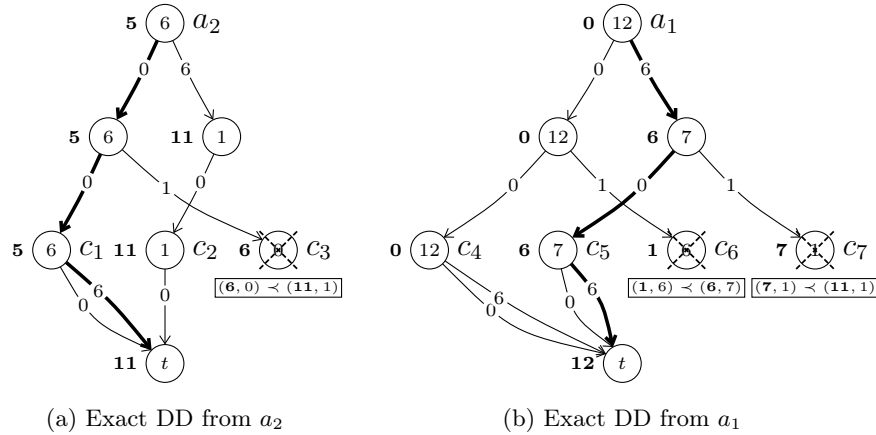 5 6 a₂ 0 12 a₁
0 6 0 6
5 6 11 1 0 12 6 7
0 1 0 0 1 0 1
5 6 c₁ 11 1 c₂ 6 c₃ 0 12 c₄ 6 7 c₅ 1 c₆ 7 c₇
(6, 0) ≺ (11, 1) (1, 6) ≺ (6, 7) (7, 1) ≺ (11, 1)
0 6 0 0 6 0 6
11 t 12 t
(a) Exact DD from a₂ (b) Exact DD from a₁